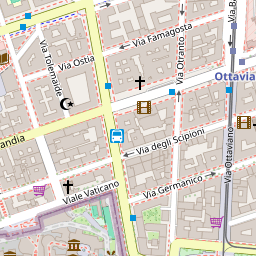 Via B
Via Famagosta
Via Otranto
Via Tolemaide
Via Ostia
Ottavia
andia
Via degli Scipioni
Via Ottaviano
Via Germanico
Viale Vaticano